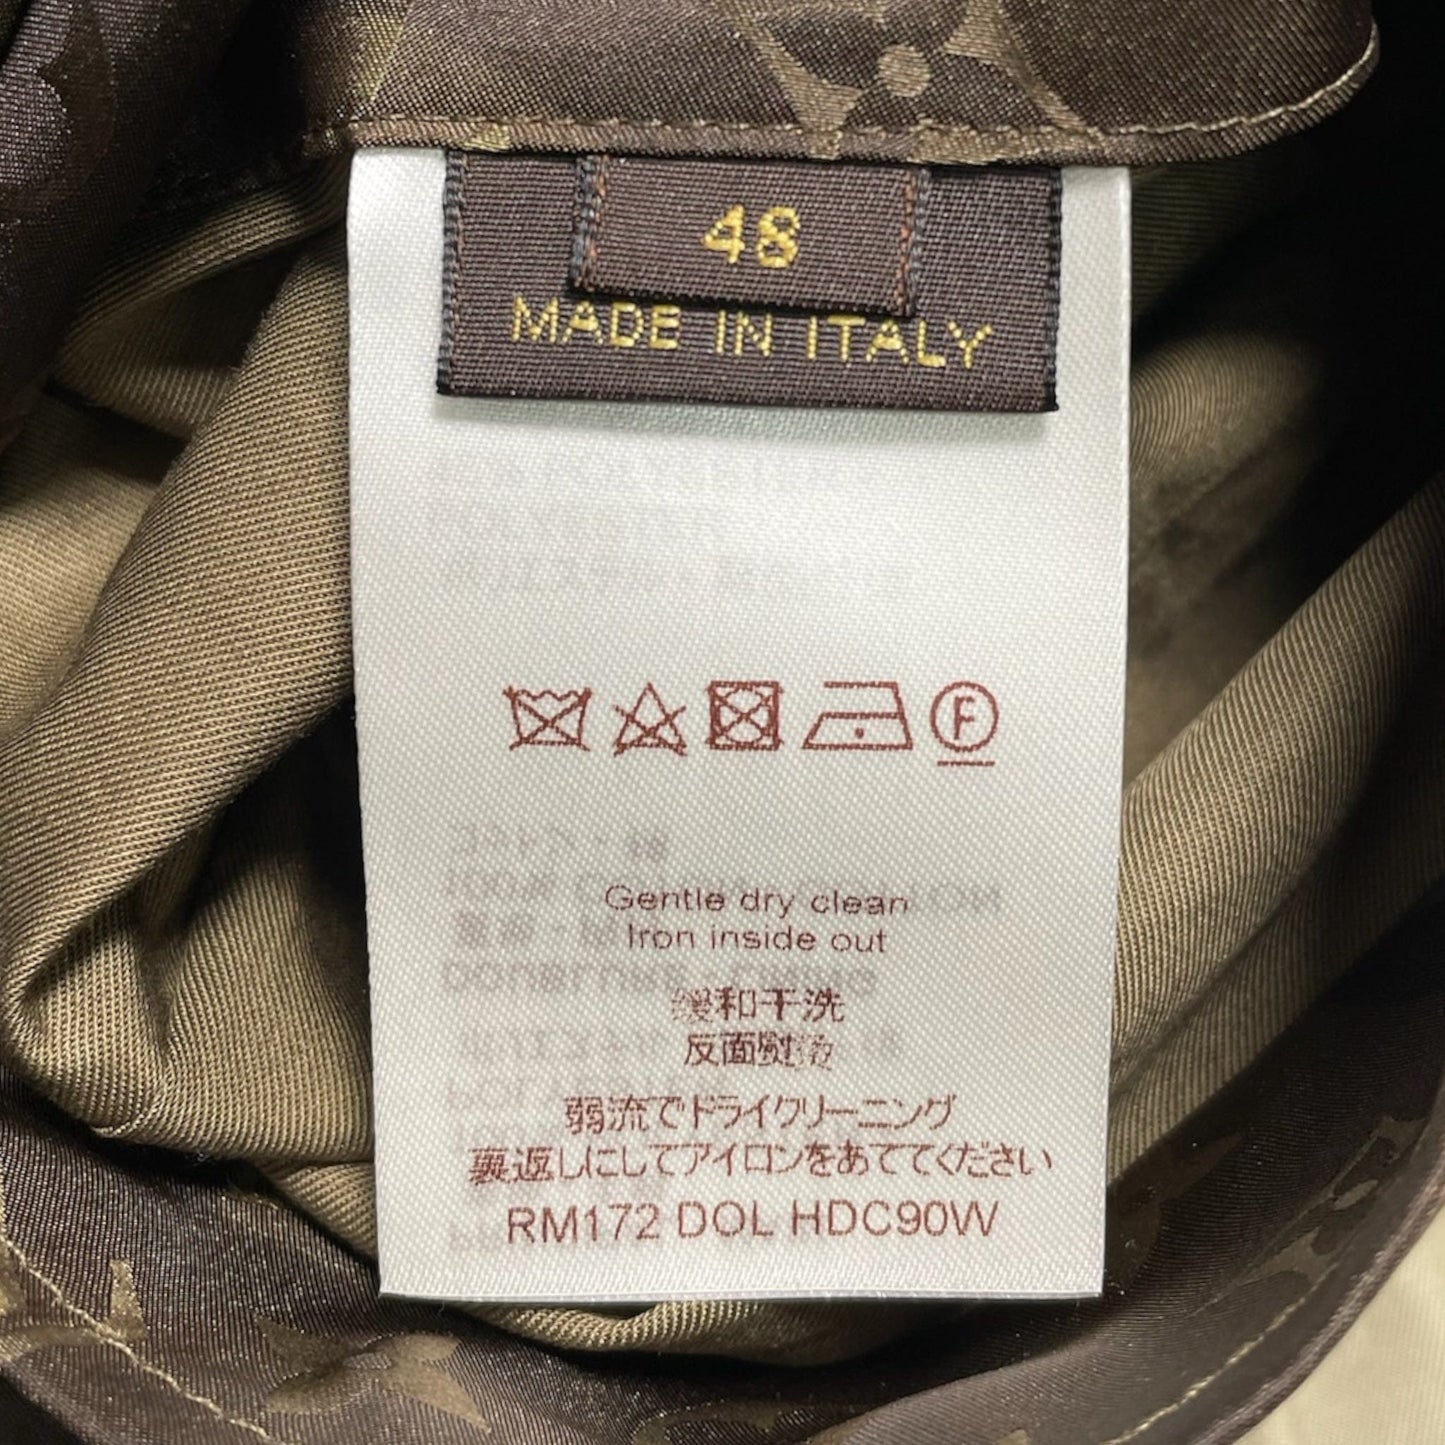 48
MADE IN ITALY
F
Gentle dry clean
Iron inside out
缓和干洗
反面熨烫
弱流でドライクリーニング
裏返しにしてアイロンをあててください
RM172 DOL HDC90W